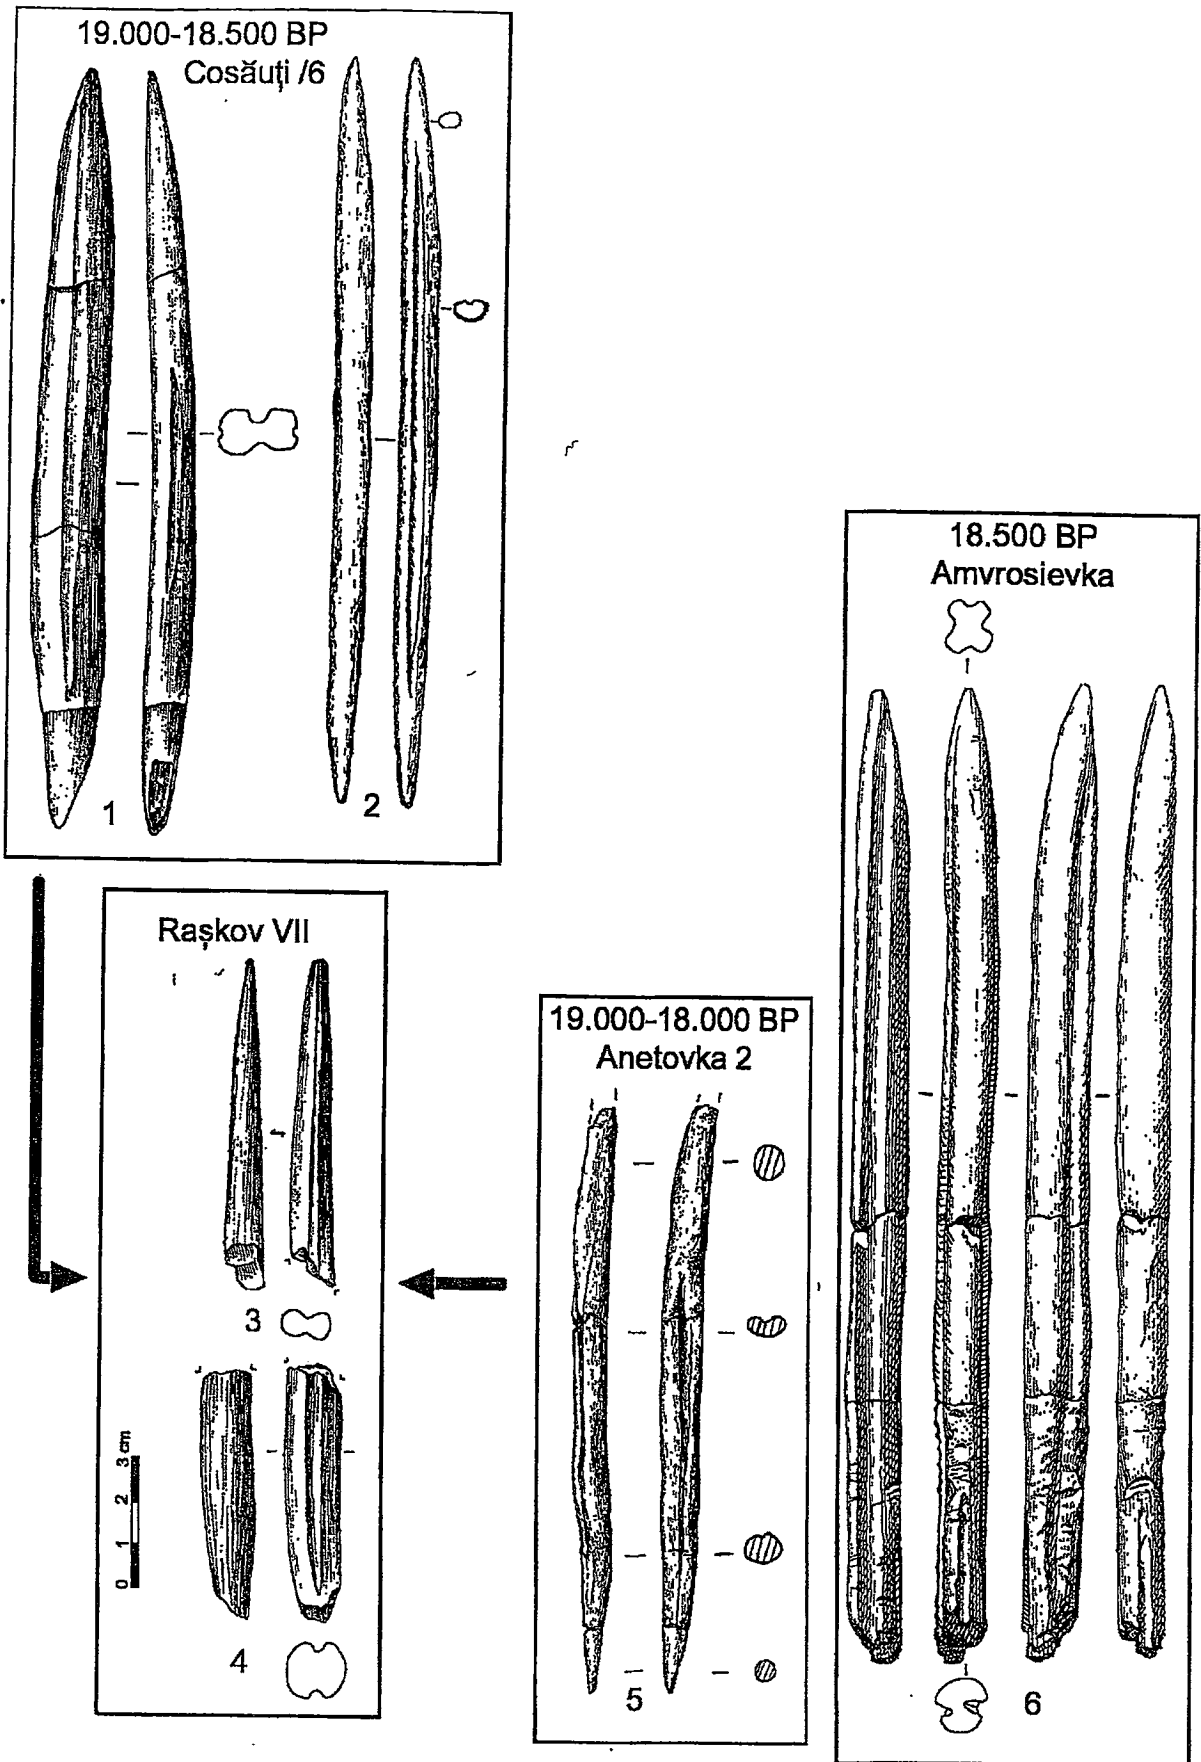 19.000-18.500 BP
Cosăuți /6
1
2
18.500 BP
Amvrosievka
6
Rașkov VII
3
4
0 1 2 3 cm
19.000-18.000 BP
Anetovka 2
5